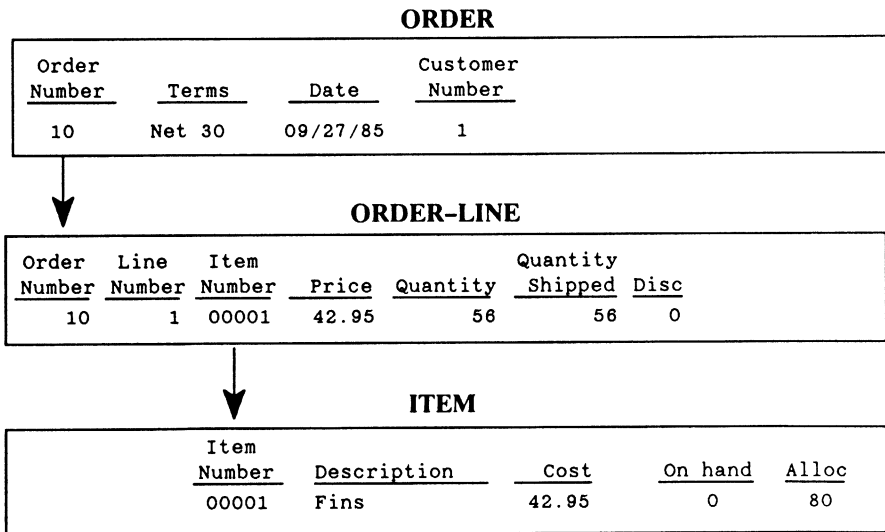 ORDER
Order Customer
Number Terms Date Number
10 Net 30 09/27/85 1
ORDER-LINE
Order Line Item Quantity
Number Number Number Price Quantity Shipped Disc
10 1 00001 42.95 56 56 0
ITEM
Item
Number Description Cost On hand Alloc
00001 Fins 42.95 0 80